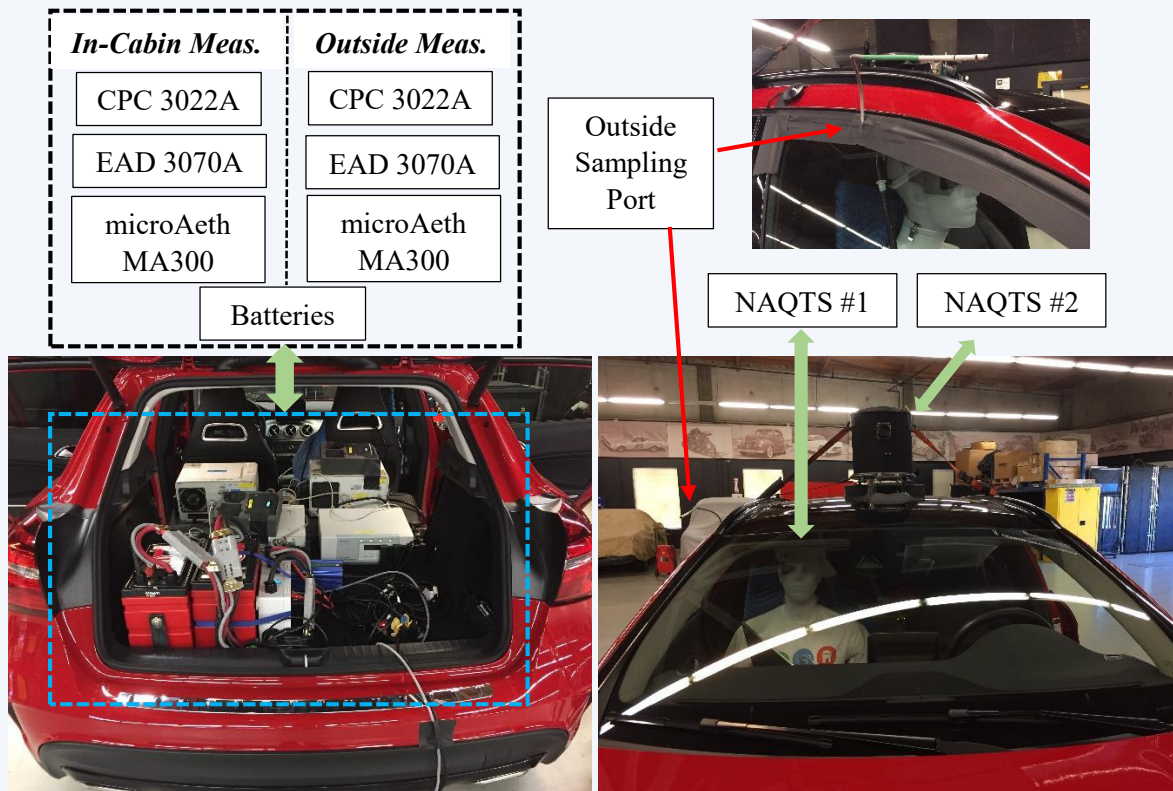 In-Cabin Meas.
Outside Meas.
CPC 3022A
CPC 3022A
EAD 3070A
EAD 3070A
microAeth
MA300
microAeth
MA300
Batteries
Outside
Sampling
Port
NAQTS #1
NAQTS #2